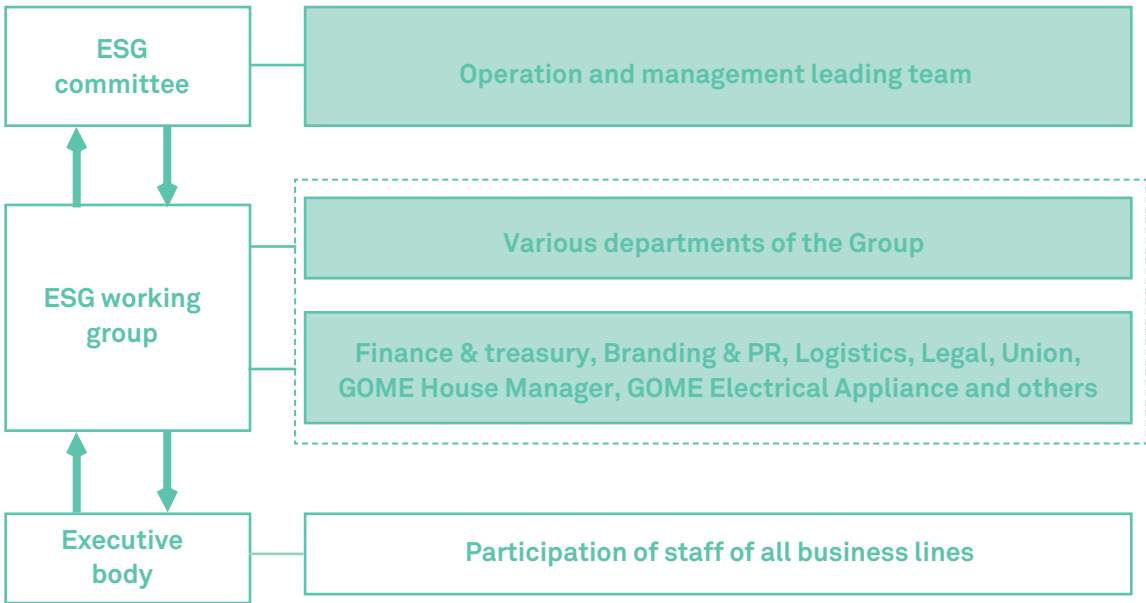 ESG
committee
Operation and management leading team
ESG working
group
Various departments of the Group
Finance & treasury, Branding & PR, Logistics, Legal, Union,
GOME House Manager, GOME Electrical Appliance and others
Executive
body
Participation of staff of all business lines